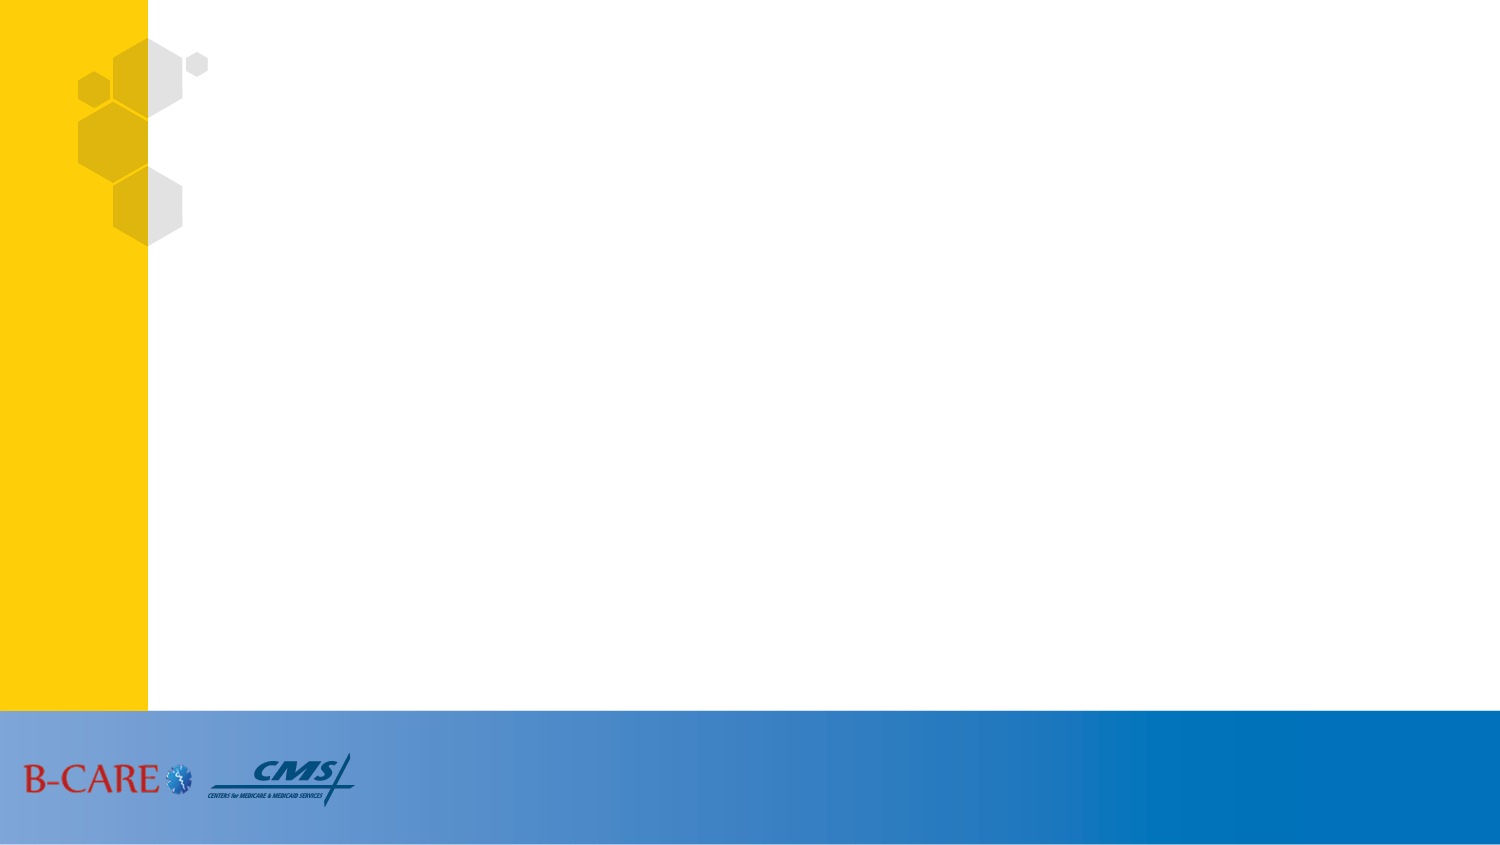 B-CARE
CMS
CENTERS for MEDICARE & MEDICAID SERVICES